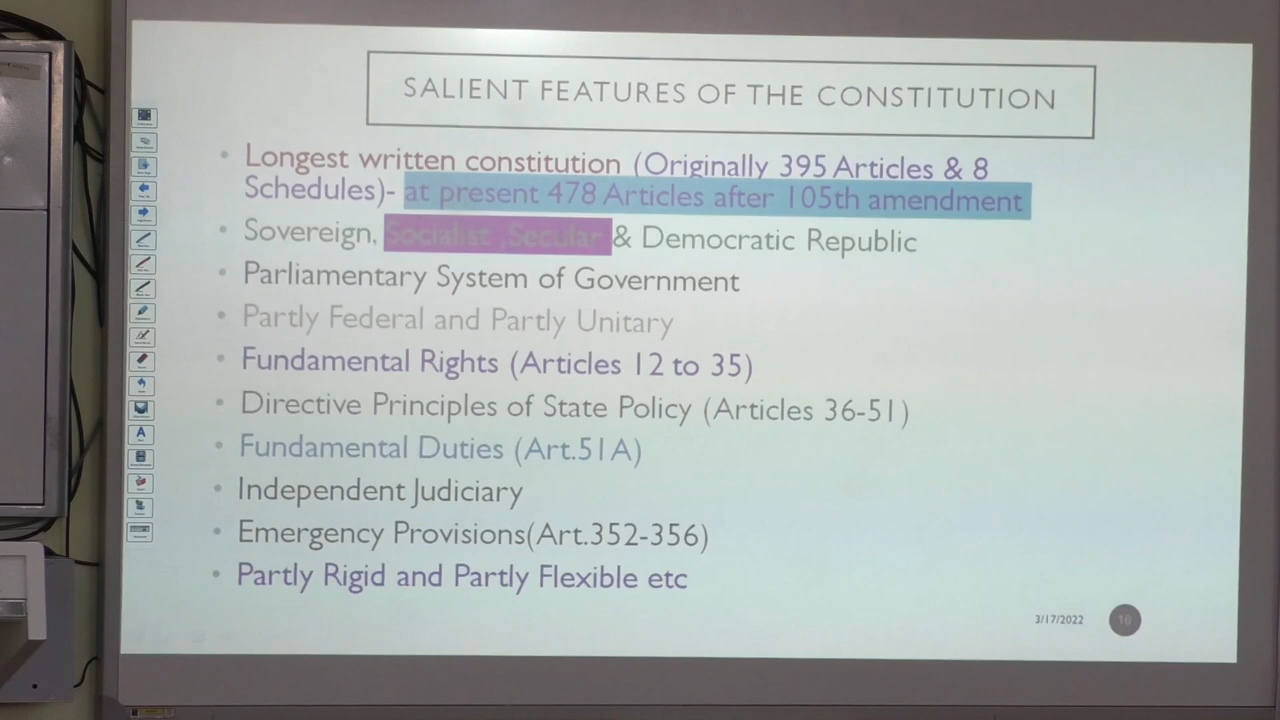 SALIENT FEATURES OF THE CONSTITUTION
• Longest written constitution (Originally 395 Articles & 8
Schedules)- at present 478 Articles after 105th amendment
• Sovereign, Socialist ,Secular & Democratic Republic
• Parliamentary System of Government
• Partly Federal and Partly Unitary
• Fundamental Rights (Articles 12 to 35)
• Directive Principles of State Policy (Articles 36-51)
• Fundamental Duties (Art.51A)
• Independent Judiciary
• Emergency Provisions(Art.352-356)
• Partly Rigid and Partly Flexible etc
3/17/2022
16